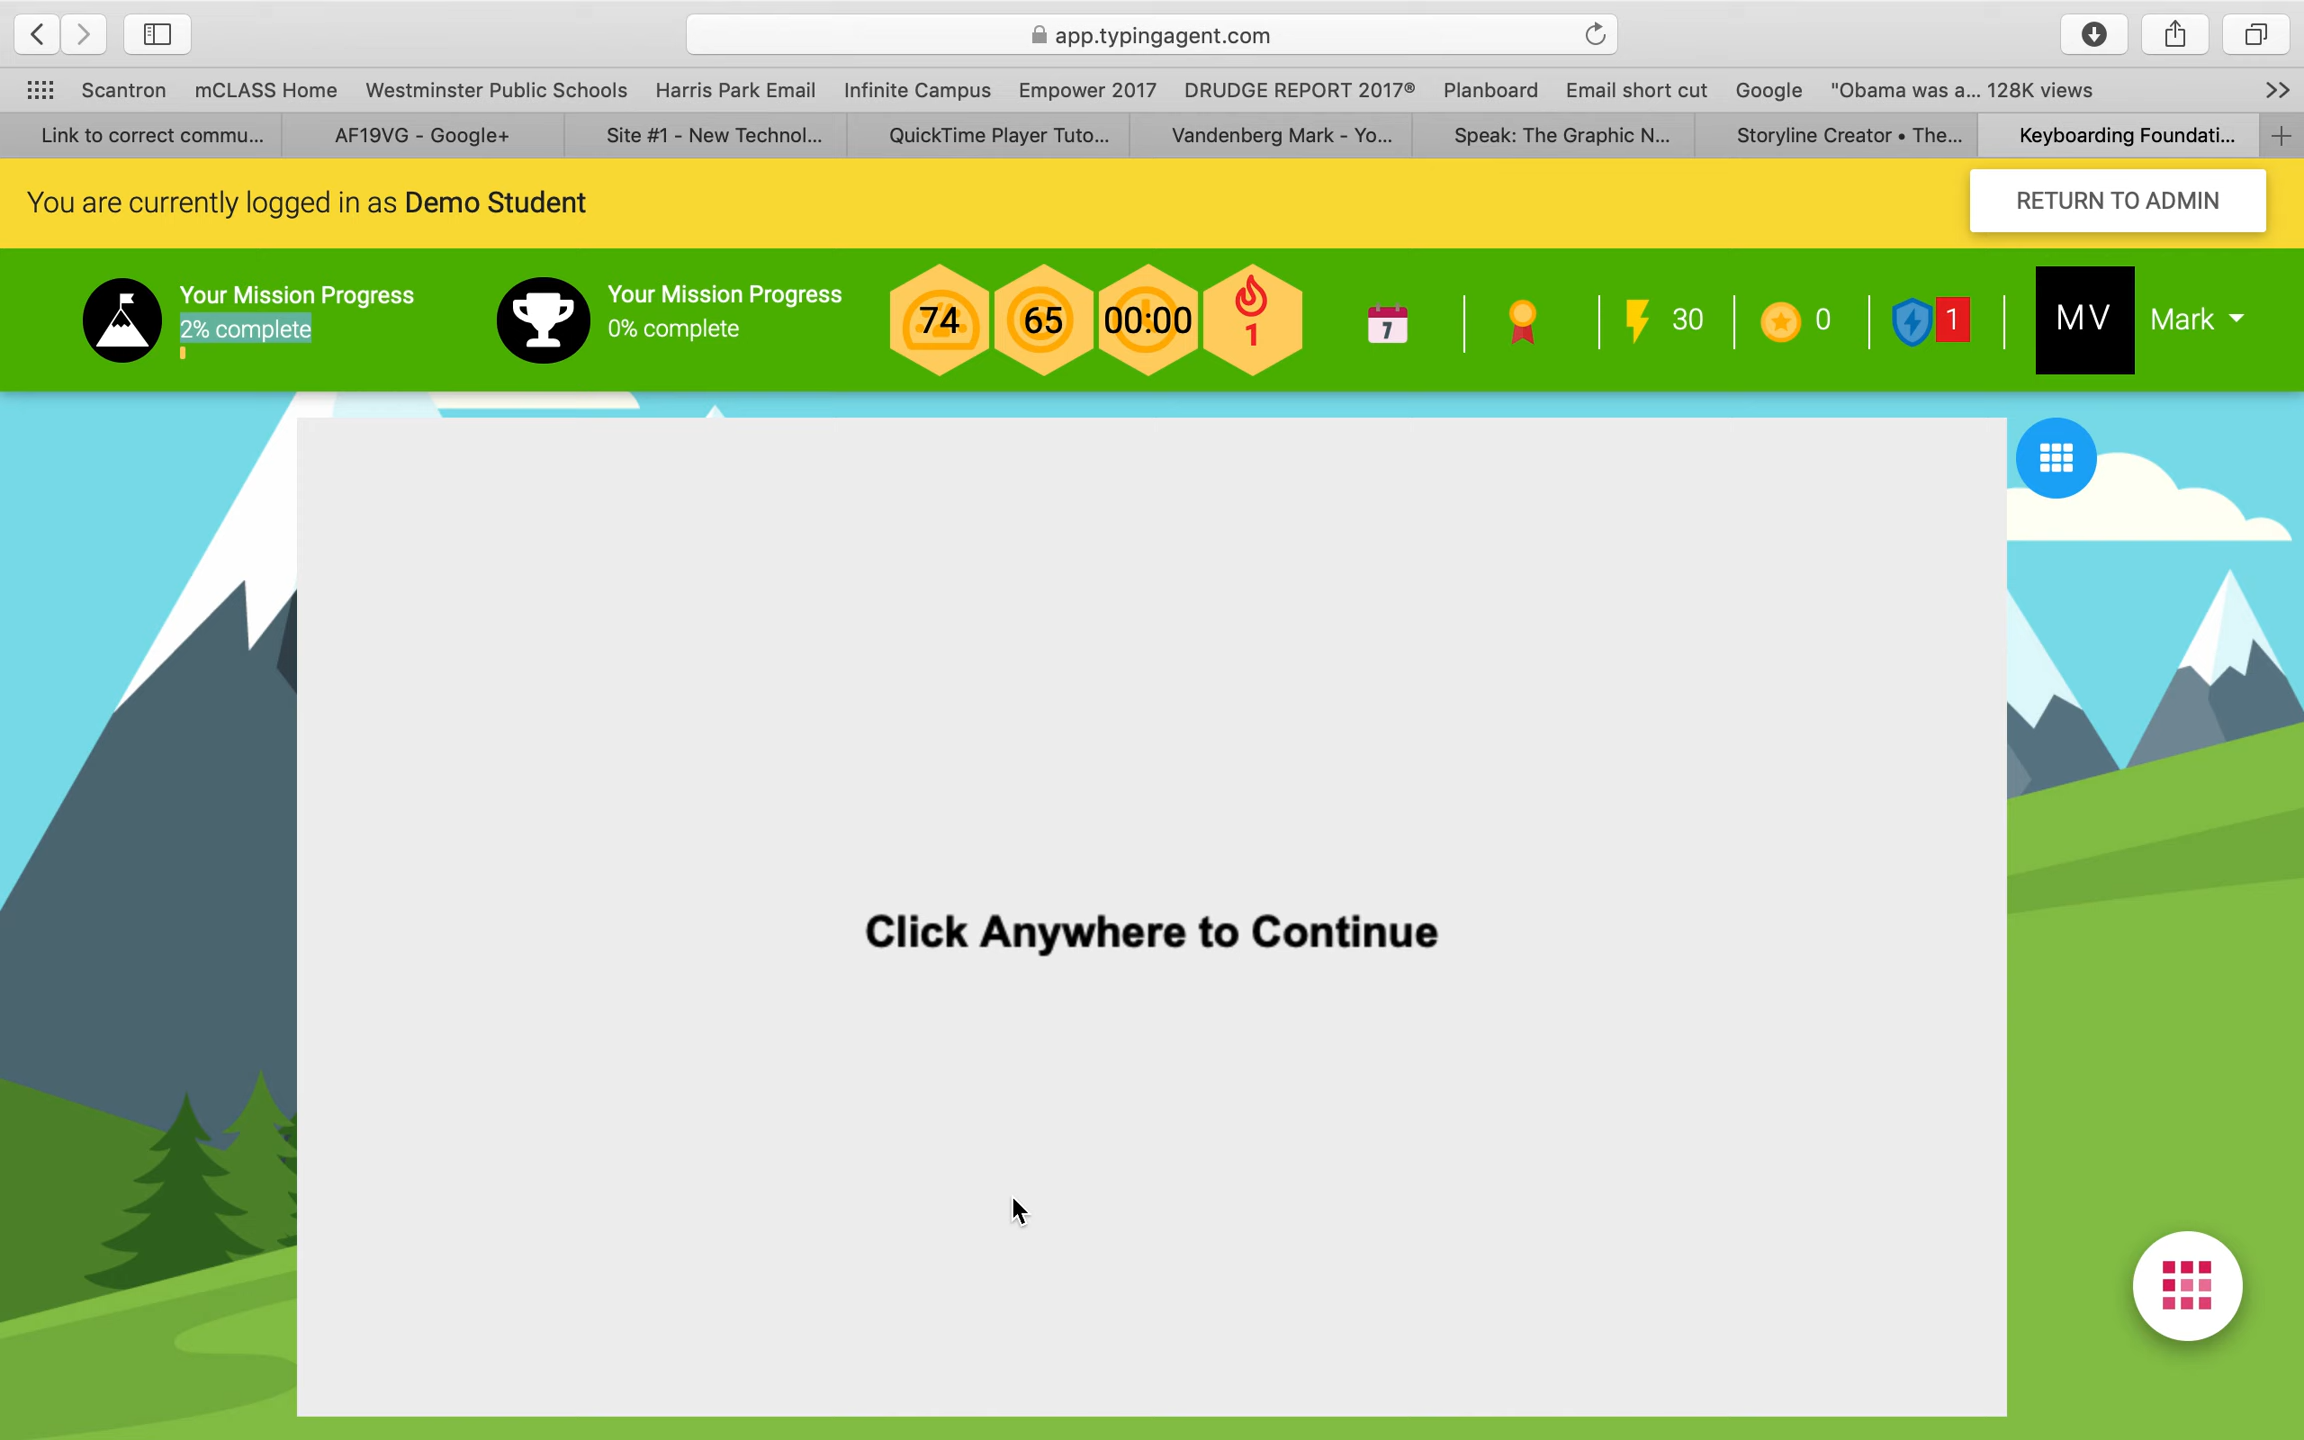 app.typingagent.com
Scantron mCLASS Home Westminster Public Schools Harris Park Email Infinite Campus Empower 2017 DRUDGE REPORT 2017® Planboard Email short cut Google "Obama was a... 128K views
Link to correct commu... AF19VG - Google+ Site #1 - New Technol... QuickTime Player Tuto... Vandenberg Mark - Yo... Speak: The Graphic N... Storyline Creator • The... Keyboarding Foundati...
You are currently logged in as Demo Student RETURN TO ADMIN
Your Mission Progress
2% complete
Your Mission Progress
0% complete
74 65 00:00 1 7 30 0 1 MV Mark
Click Anywhere to Continue